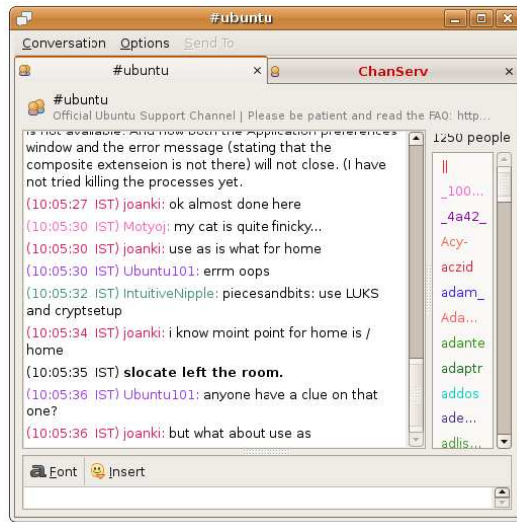 #ubuntu
Conversation Options Send To
#ubuntu
ChanServ
#ubuntu
Official Ubuntu Support Channel | Please be patient and read the FAQ: http...
is not available. And now both the Application preferences
window and the error message (stating that the
composite extenseion is not there) will not close. (I have
not tried killing the processes yet.
(10:05:27 IST) joanki: ok almost done here
(10:05:30 IST) Motyoj: my cat is quite finicky...
(10:05:30 IST) joanki: use as is what for home
(10:05:30 IST) Ubuntu101: errm oops
(10:05:32 IST) IntuitiveNipple: piecesandbits: use LUKS
and cryptsetup
(10:05:34 IST) joanki: i know moint point for home is /
home
(10:05:35 IST) slocate left the room.
(10:05:36 IST) Ubuntu101: anyone have a clue on that
one?
(10:05:36 IST) joanki: but what about use as
1250 people
||
_100...
_4a42_
Acy-
aczid
adam_
Ada...
adante
adaptr
addos
ade...
adlis...
Font Insert